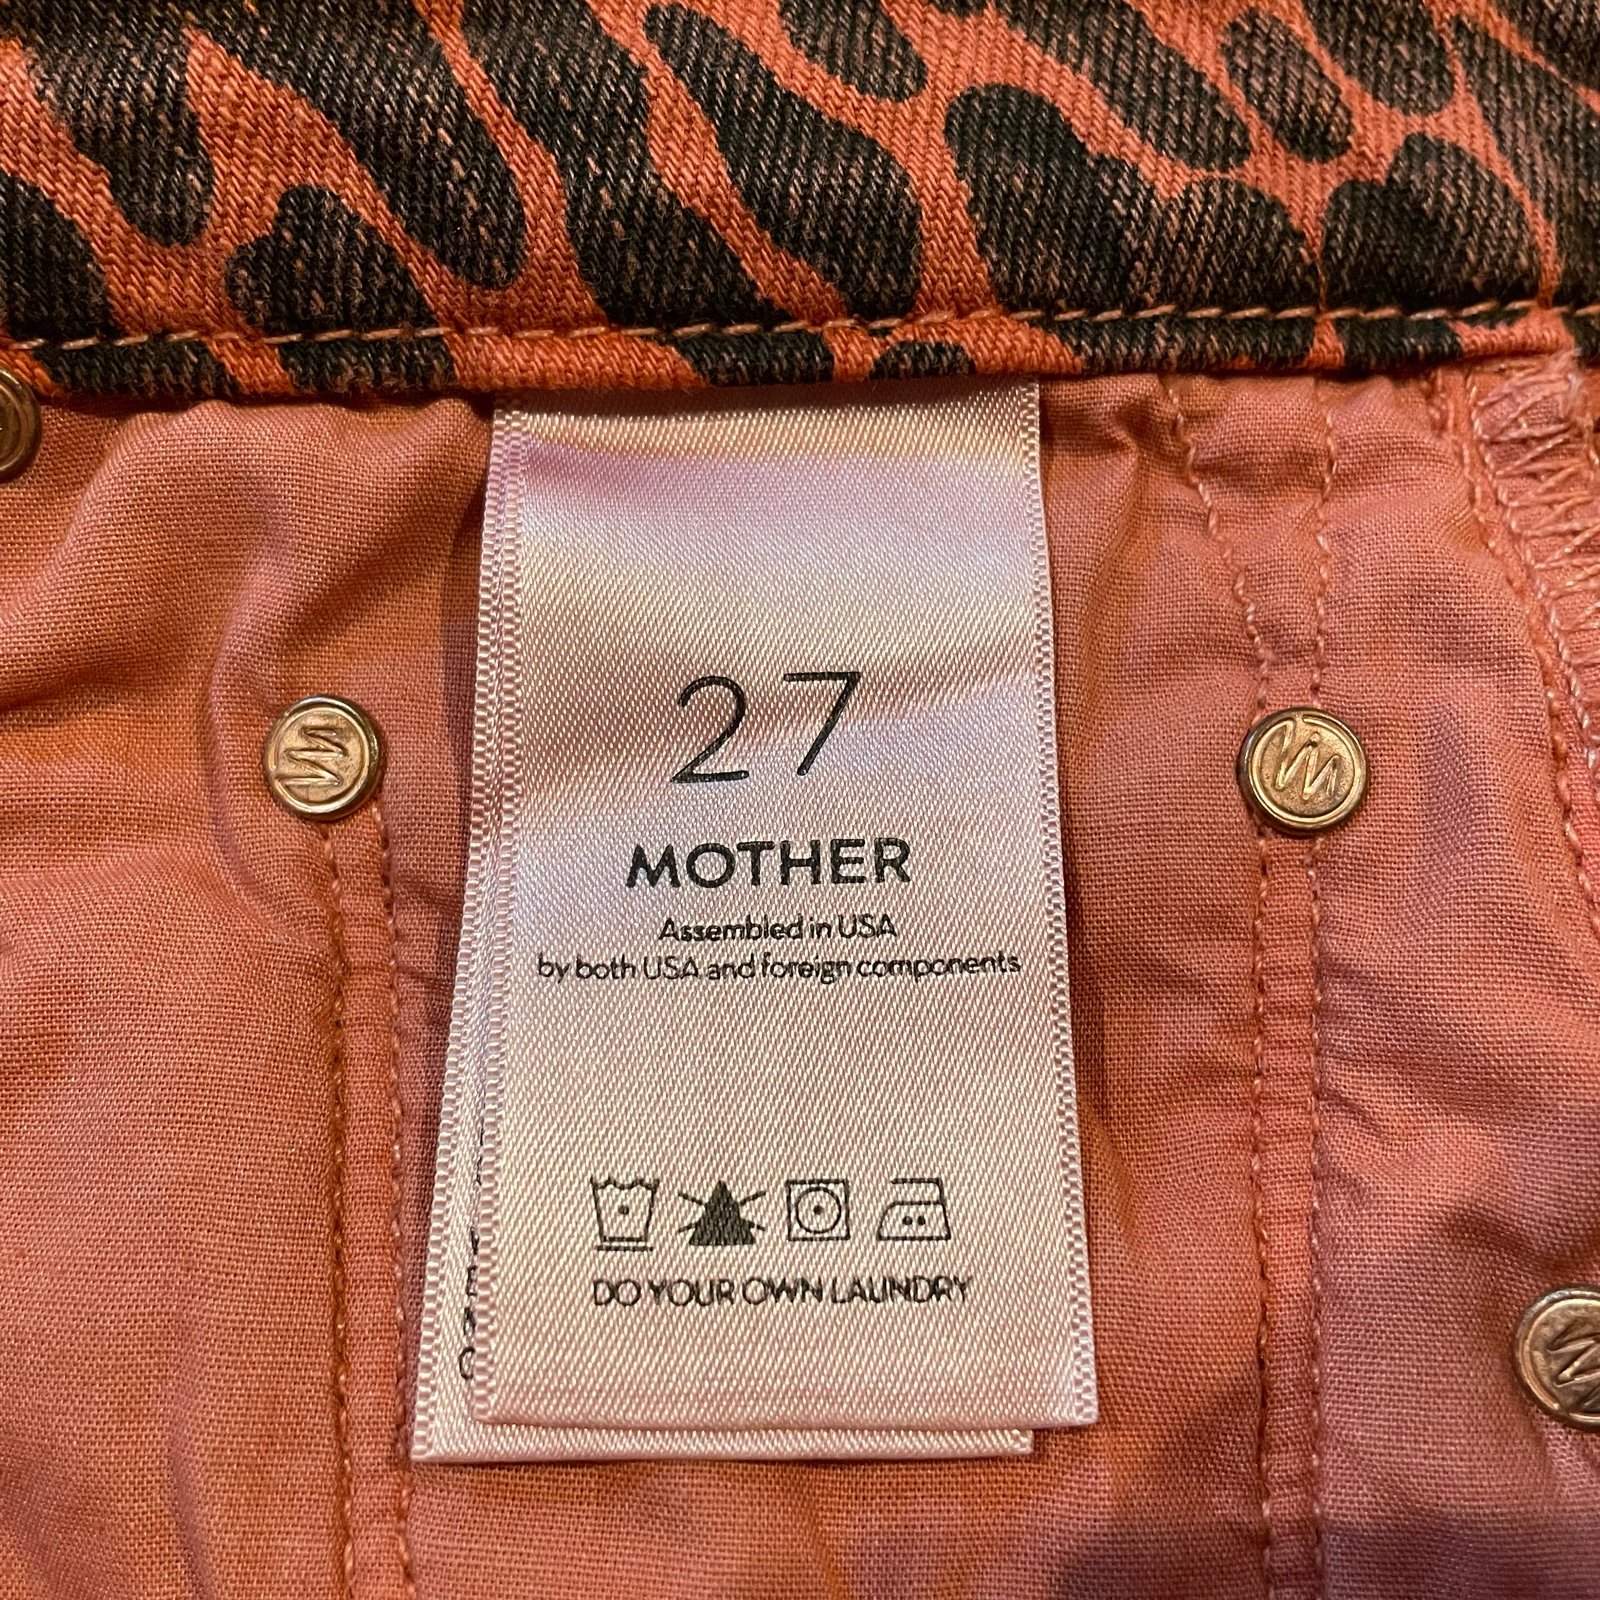 27
MOTHER
Assembled in USA
by both USA and foreign components
DO YOUR OWN LAUNDRY
M
M
M